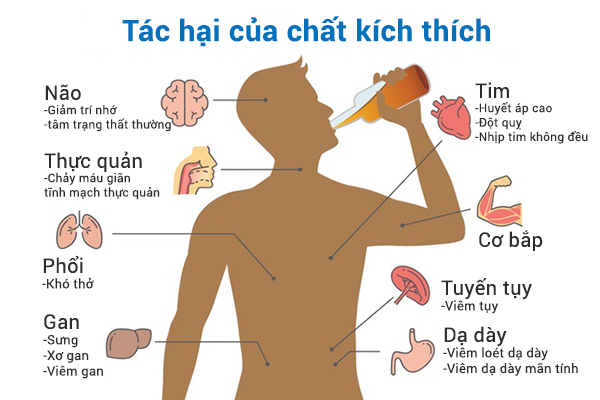 Tác hại của chất kích thích
Não
-Giảm trí nhớ
-tâm trạng thất thường
Thực quản
-Chảy máu giãn
tĩnh mạch thực quản
Phổi
-Khó thở
Gan
-Sưng
-Xơ gan
-Viêm gan
Tim
-Huyết áp cao
-Đột quỵ
-Nhịp tim không đều
Cơ bắp
Tuyến tụy
-Viêm tụy
Dạ dày
-Viêm loét dạ dày
-Viêm dạ dày mãn tính